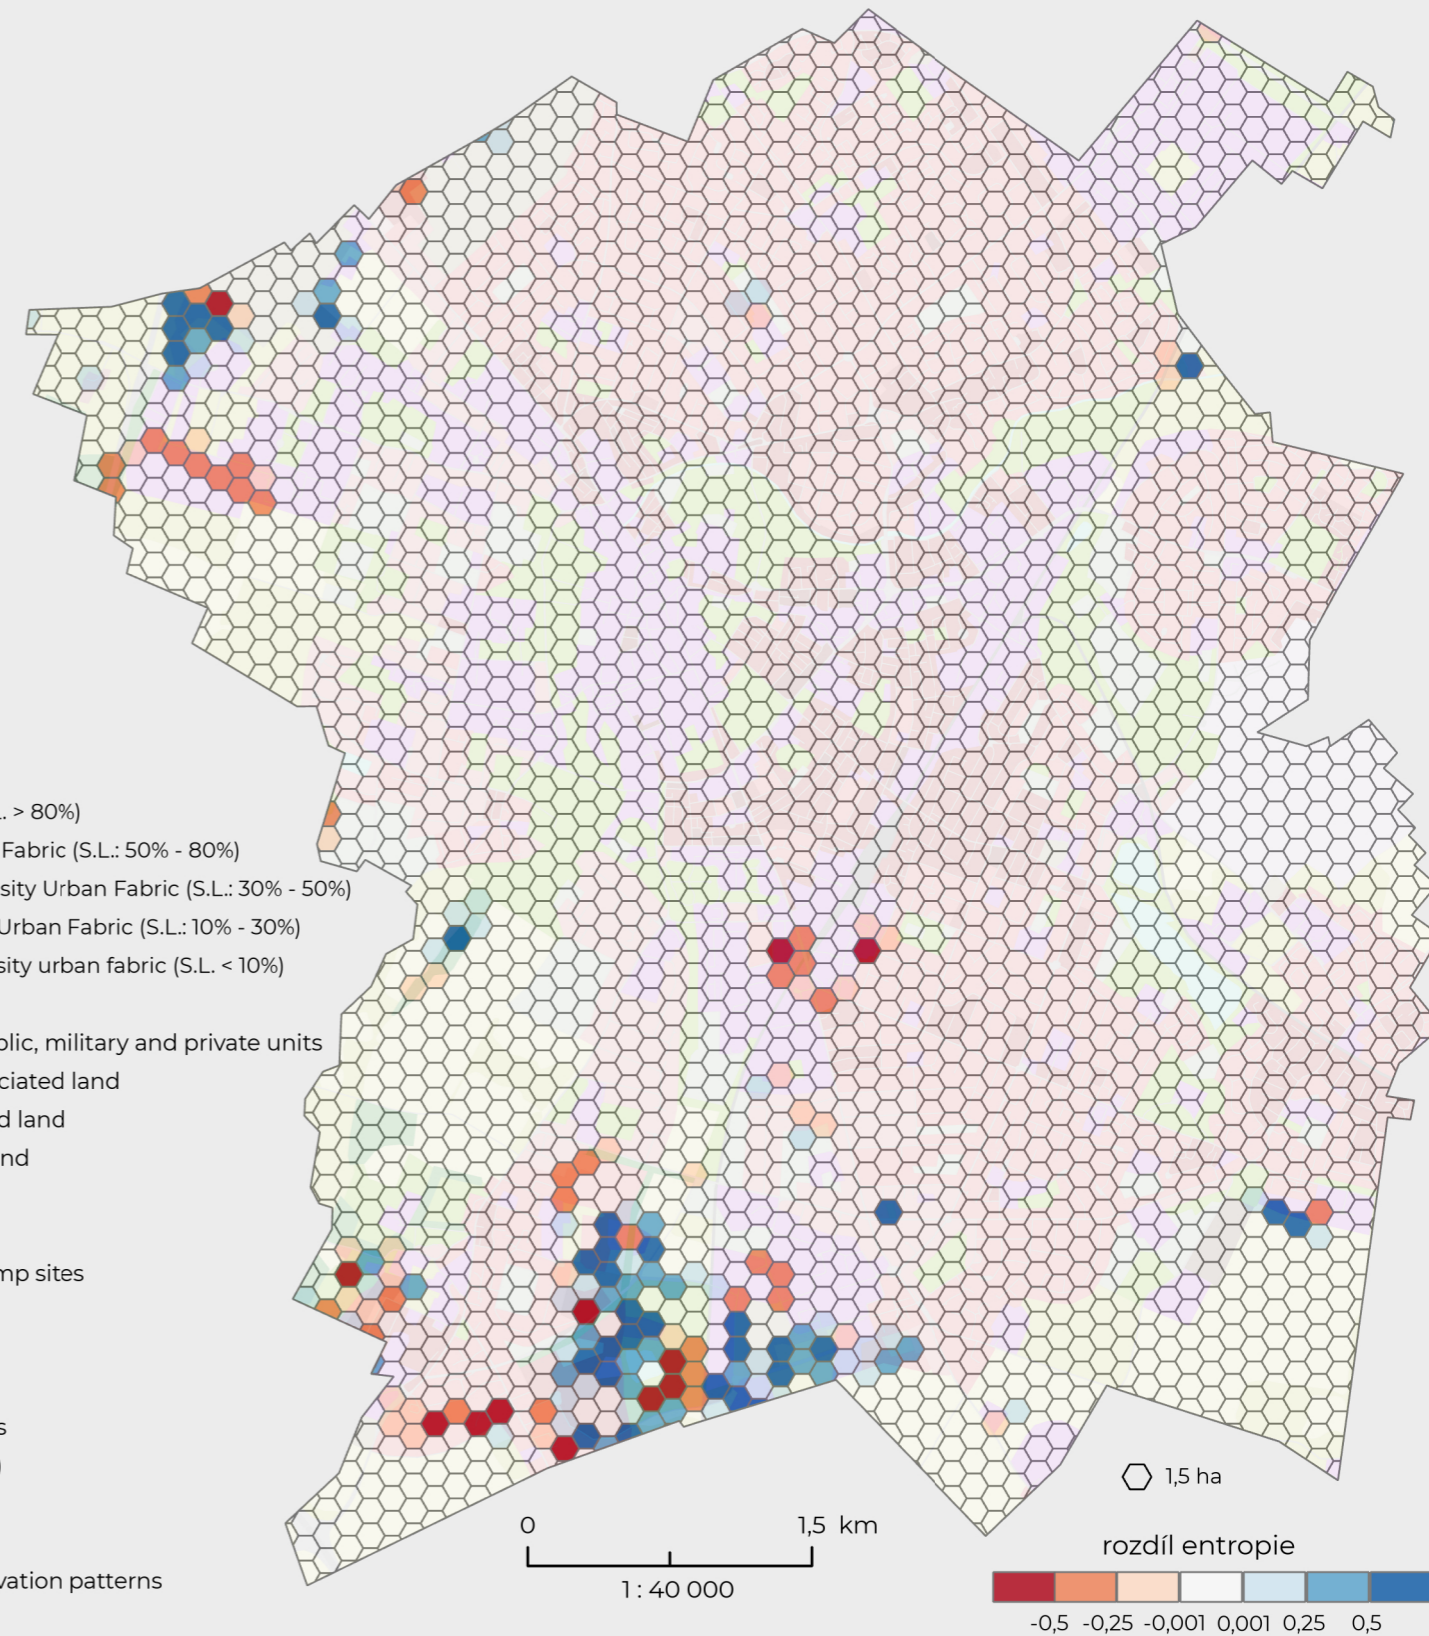 . > 80%)
Fabric (S.L.: 50% - 80%)
sity Urban Fabric (S.L.: 30% - 50%)
Urban Fabric (S.L.: 10% - 30%)
sity urban fabric (S.L. < 10%)
olic, military and private units
ciated land
d land
nd
mp sites
s
)
vation patterns
1,5 ha
0 1,5 km
1 : 40 000
rozdíl entropie
-0,5 -0,25 -0,001 0,001 0,25 0,5